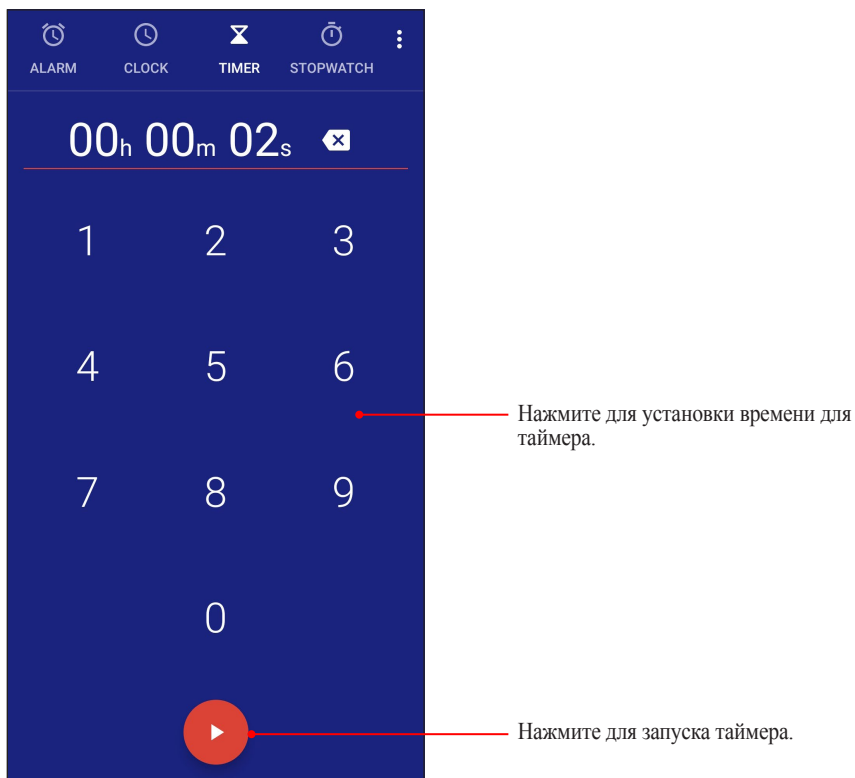 ALARM CLOCK TIMER STOPWATCH
00h 00m 02s
1 2 3
4 5 6
Нажмите для установки времени для
таймера.
7 8 9
0
Нажмите для запуска таймера.